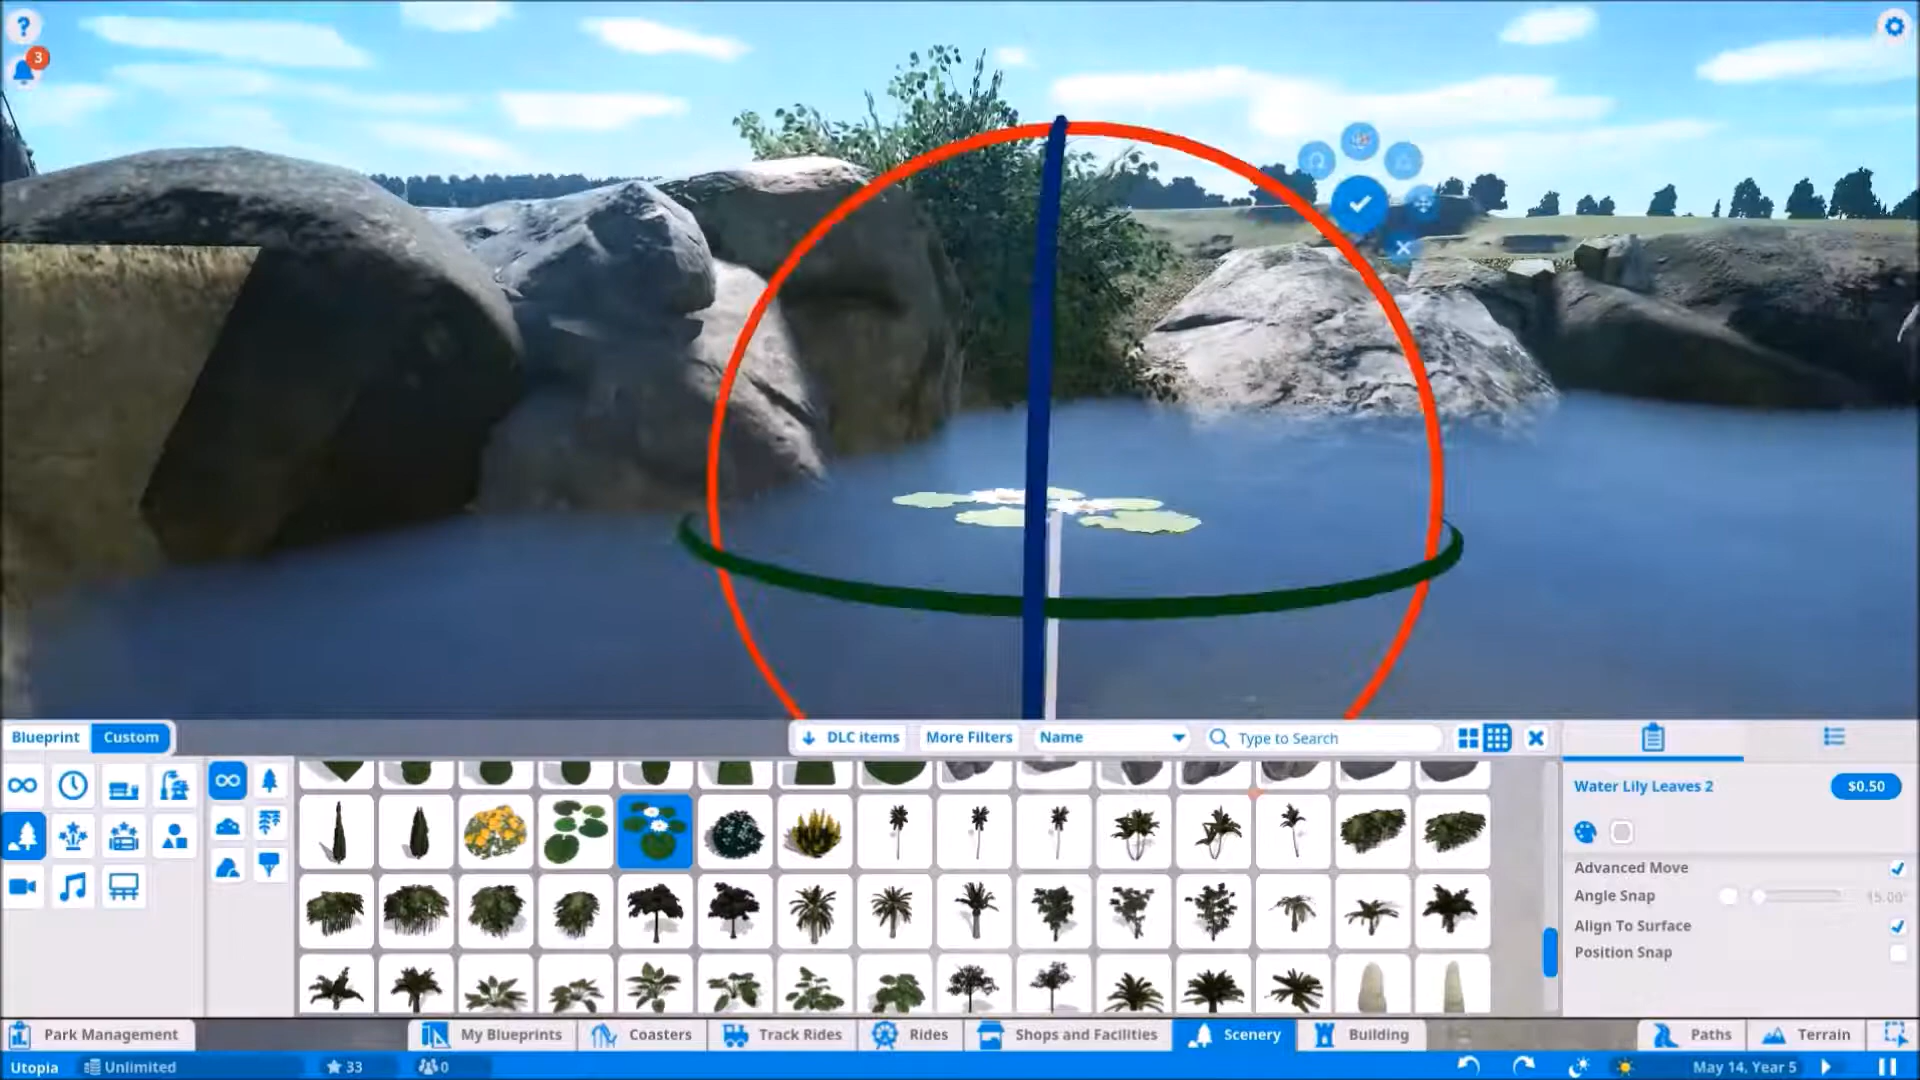 ?
3
Blueprint Custom
DLC items More Filters Name Type to Search
Water Lily Leaves 2 $0.50
Advanced Move
Angle Snap 15.00°
Align To Surface
Position Snap
Park Management My Blueprints Coasters Track Rides Rides Shops and Facilities Scenery Building Paths Terrain
Utopia Unlimited 33 0 May 14, Year 5